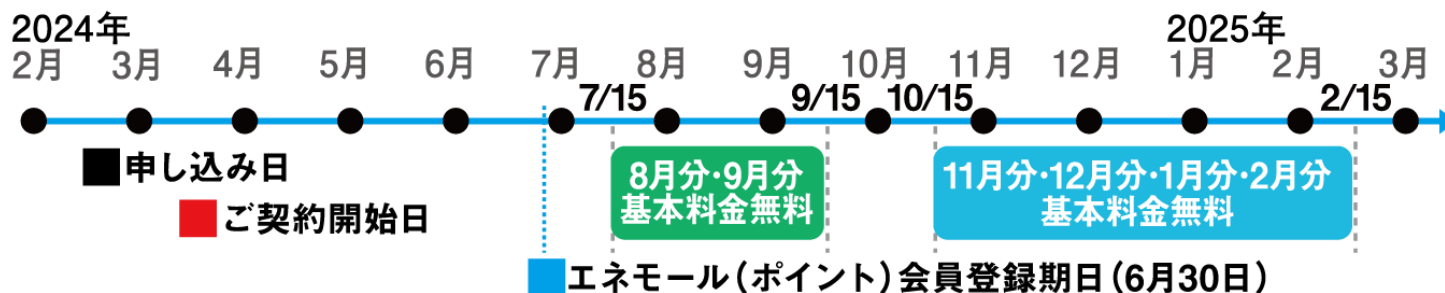 2024年 2025年
2月 3月 4月 5月 6月 7月 8月 9月 10月 11月 12月 1月 2月 3月
7/15 9/15 10/15 2/15
申し込み日
8月分・9月分
基本料金無料
11月分・12月分・1月分・2月分
基本料金無料
ご契約開始日
エネモール(ポイント)会員登録期日(6月30日)